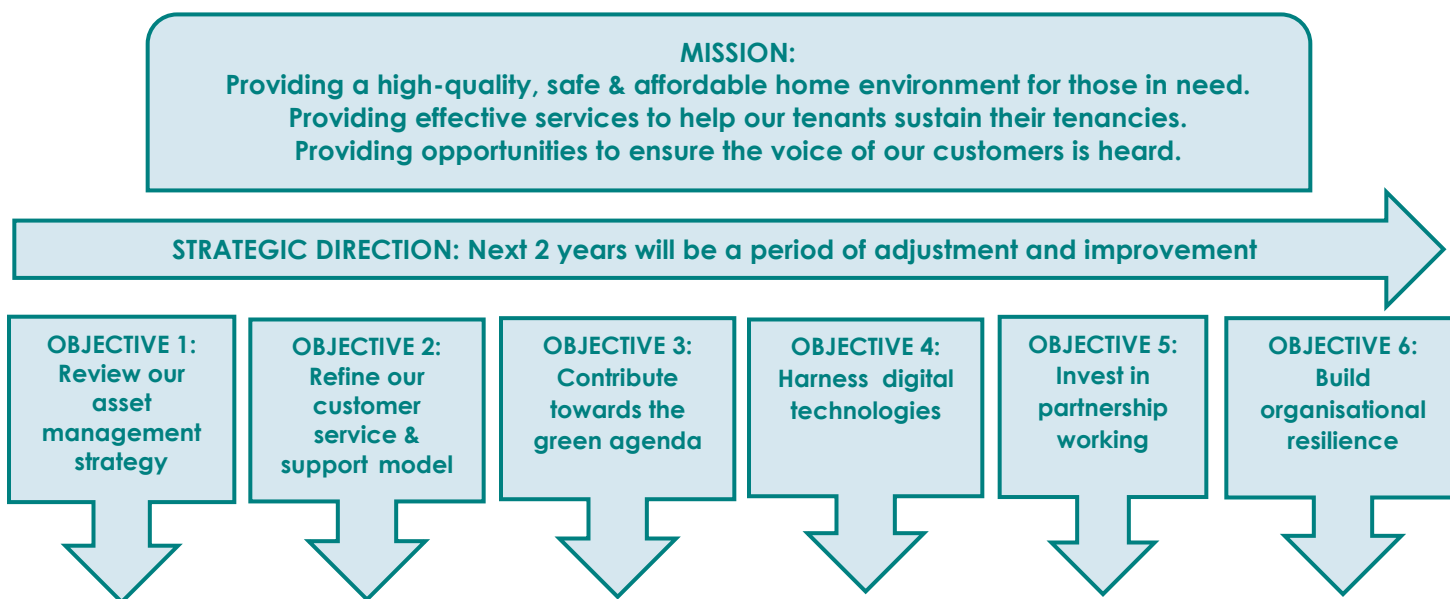 MISSION:
Providing a high-quality, safe & affordable home environment for those in need.
Providing effective services to help our tenants sustain their tenancies.
Providing opportunities to ensure the voice of our customers is heard.
STRATEGIC DIRECTION: Next 2 years will be a period of adjustment and improvement
OBJECTIVE 1:
Review our
asset
management
strategy
OBJECTIVE 2:
Refine our
customer
service &
support model
OBJECTIVE 3:
Contribute
towards the
green agenda
OBJECTIVE 4:
Harness digital
technologies
OBJECTIVE 5:
Invest in
partnership
working
OBJECTIVE 6:
Build
organisational
resilience